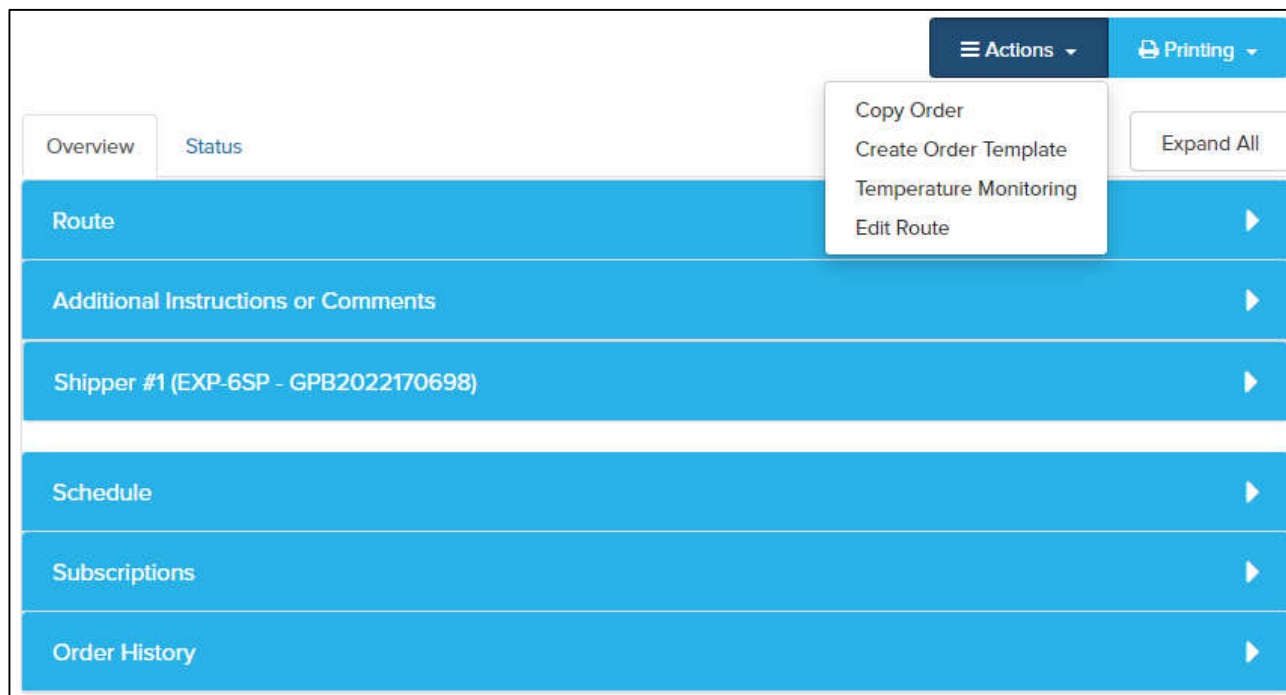 Actions
Printing
Copy Order
Create Order Template
Temperature Monitoring
Edit Route
Overview
Status
Expand All
Route
Additional Instructions or Comments
Shipper #1 (EXP-6SP - GPB2022170698)
Schedule
Subscriptions
Order History